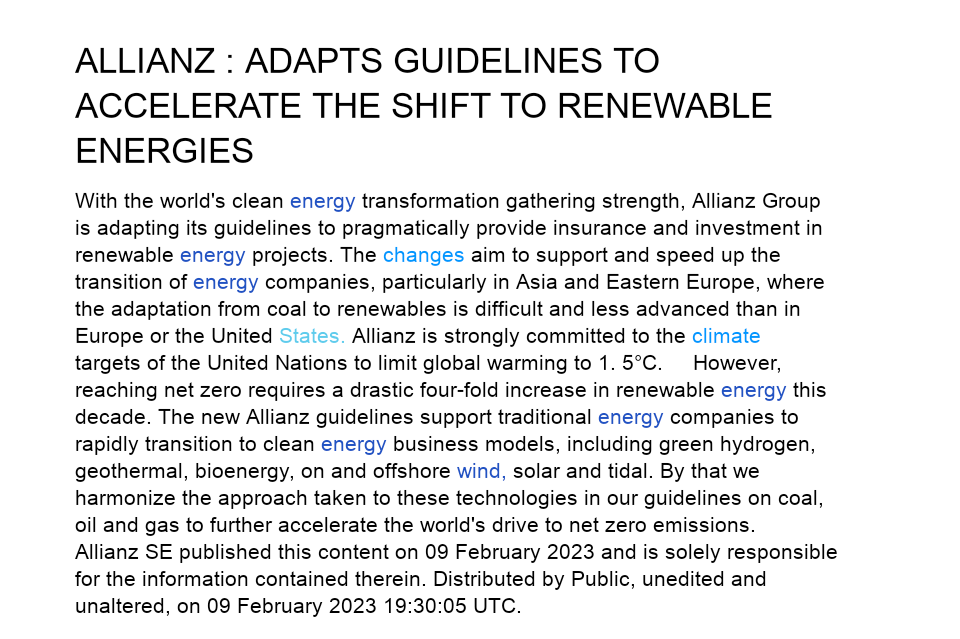 ALLIANZ : ADAPTS GUIDELINES TO
ACCELERATE THE SHIFT TO RENEWABLE
ENERGIES
With the world's clean energy transformation gathering strength, Allianz Group
is adapting its guidelines to pragmatically provide insurance and investment in
renewable energy projects. The changes aim to support and speed up the
transition of energy companies, particularly in Asia and Eastern Europe, where
the adaptation from coal to renewables is difficult and less advanced than in
Europe or the United States. Allianz is strongly committed to the climate
targets of the United Nations to limit global warming to 1. 5°C.     However,
reaching net zero requires a drastic four-fold increase in renewable energy this
decade. The new Allianz guidelines support traditional energy companies to
rapidly transition to clean energy business models, including green hydrogen,
geothermal, bioenergy, on and offshore wind, solar and tidal. By that we
harmonize the approach taken to these technologies in our guidelines on coal,
oil and gas to further accelerate the world's drive to net zero emissions.
Allianz SE published this content on 09 February 2023 and is solely responsible
for the information contained therein. Distributed by Public, unedited and
unaltered, on 09 February 2023 19:30:05 UTC.